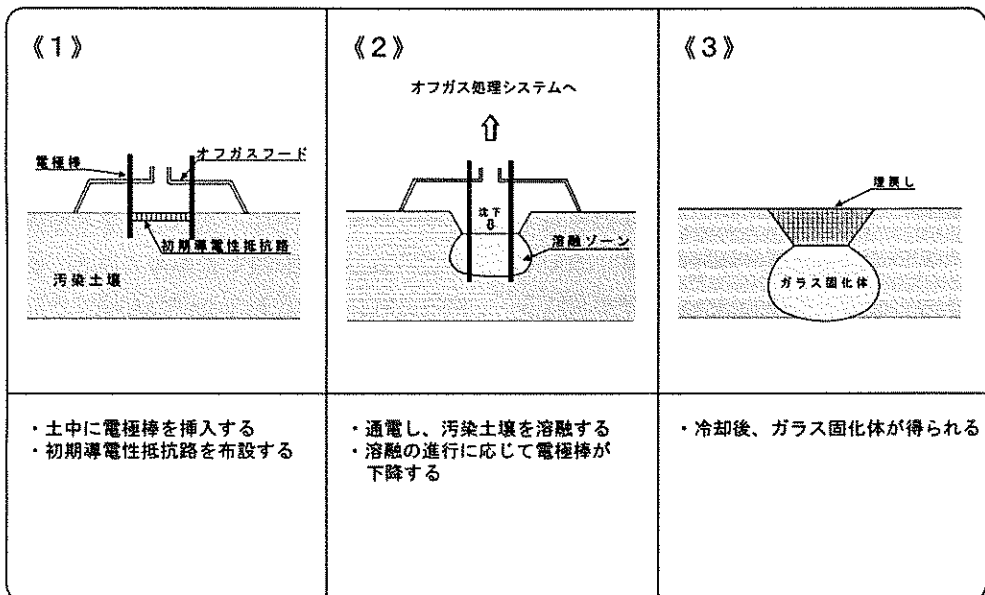 《1》
電極棒
オフガスフード
初期導電性抵抗路
汚染土壌
・土中に電極棒を挿入する
・初期導電性抵抗路を布設する
《2》
オフガス処理システムへ
沈下
溶融ゾーン
・通電し、汚染土壌を溶融する
・溶融の進行に応じて電極棒が
下降する
《3》
埋戻し
ガラス固化体
・冷却後、ガラス固化体が得られる